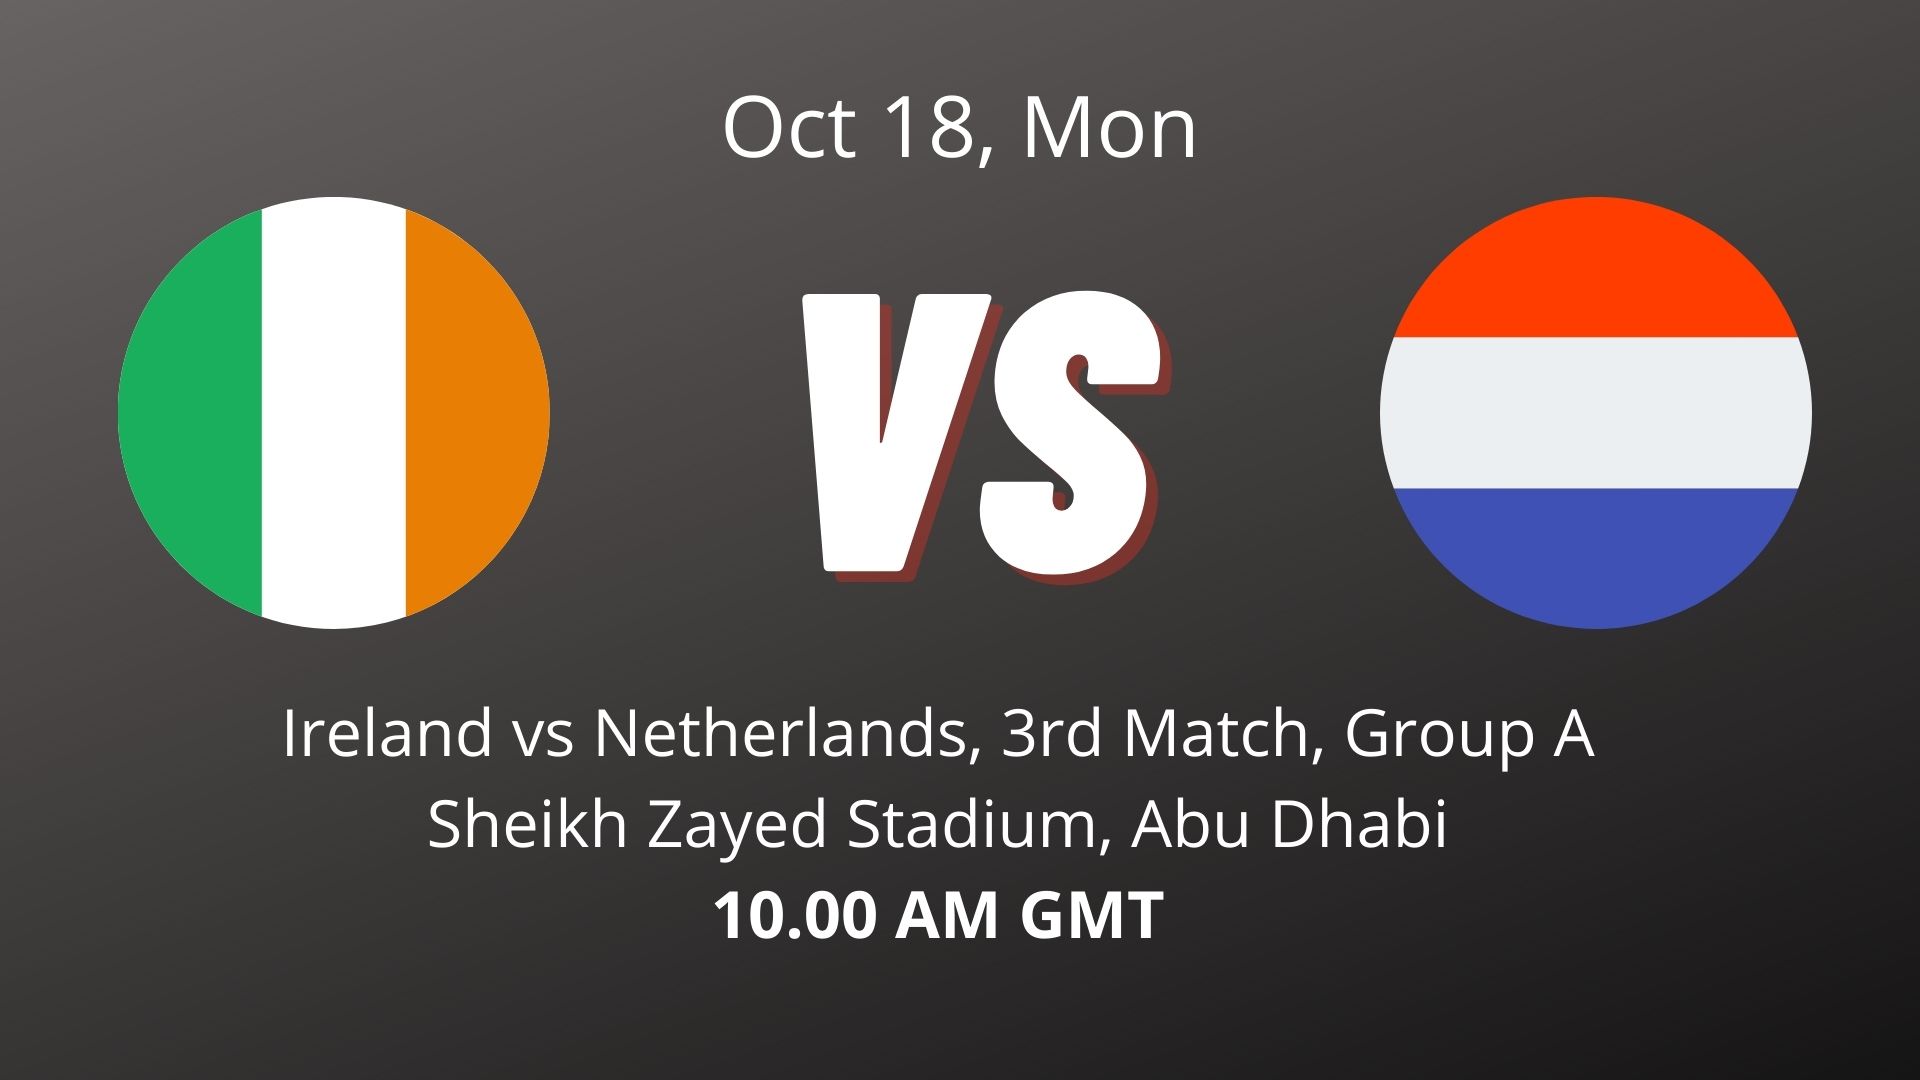 Oct 18, Mon
VS
Ireland vs Netherlands, 3rd Match, Group A
Sheikh Zayed Stadium, Abu Dhabi
10.00 AM GMT